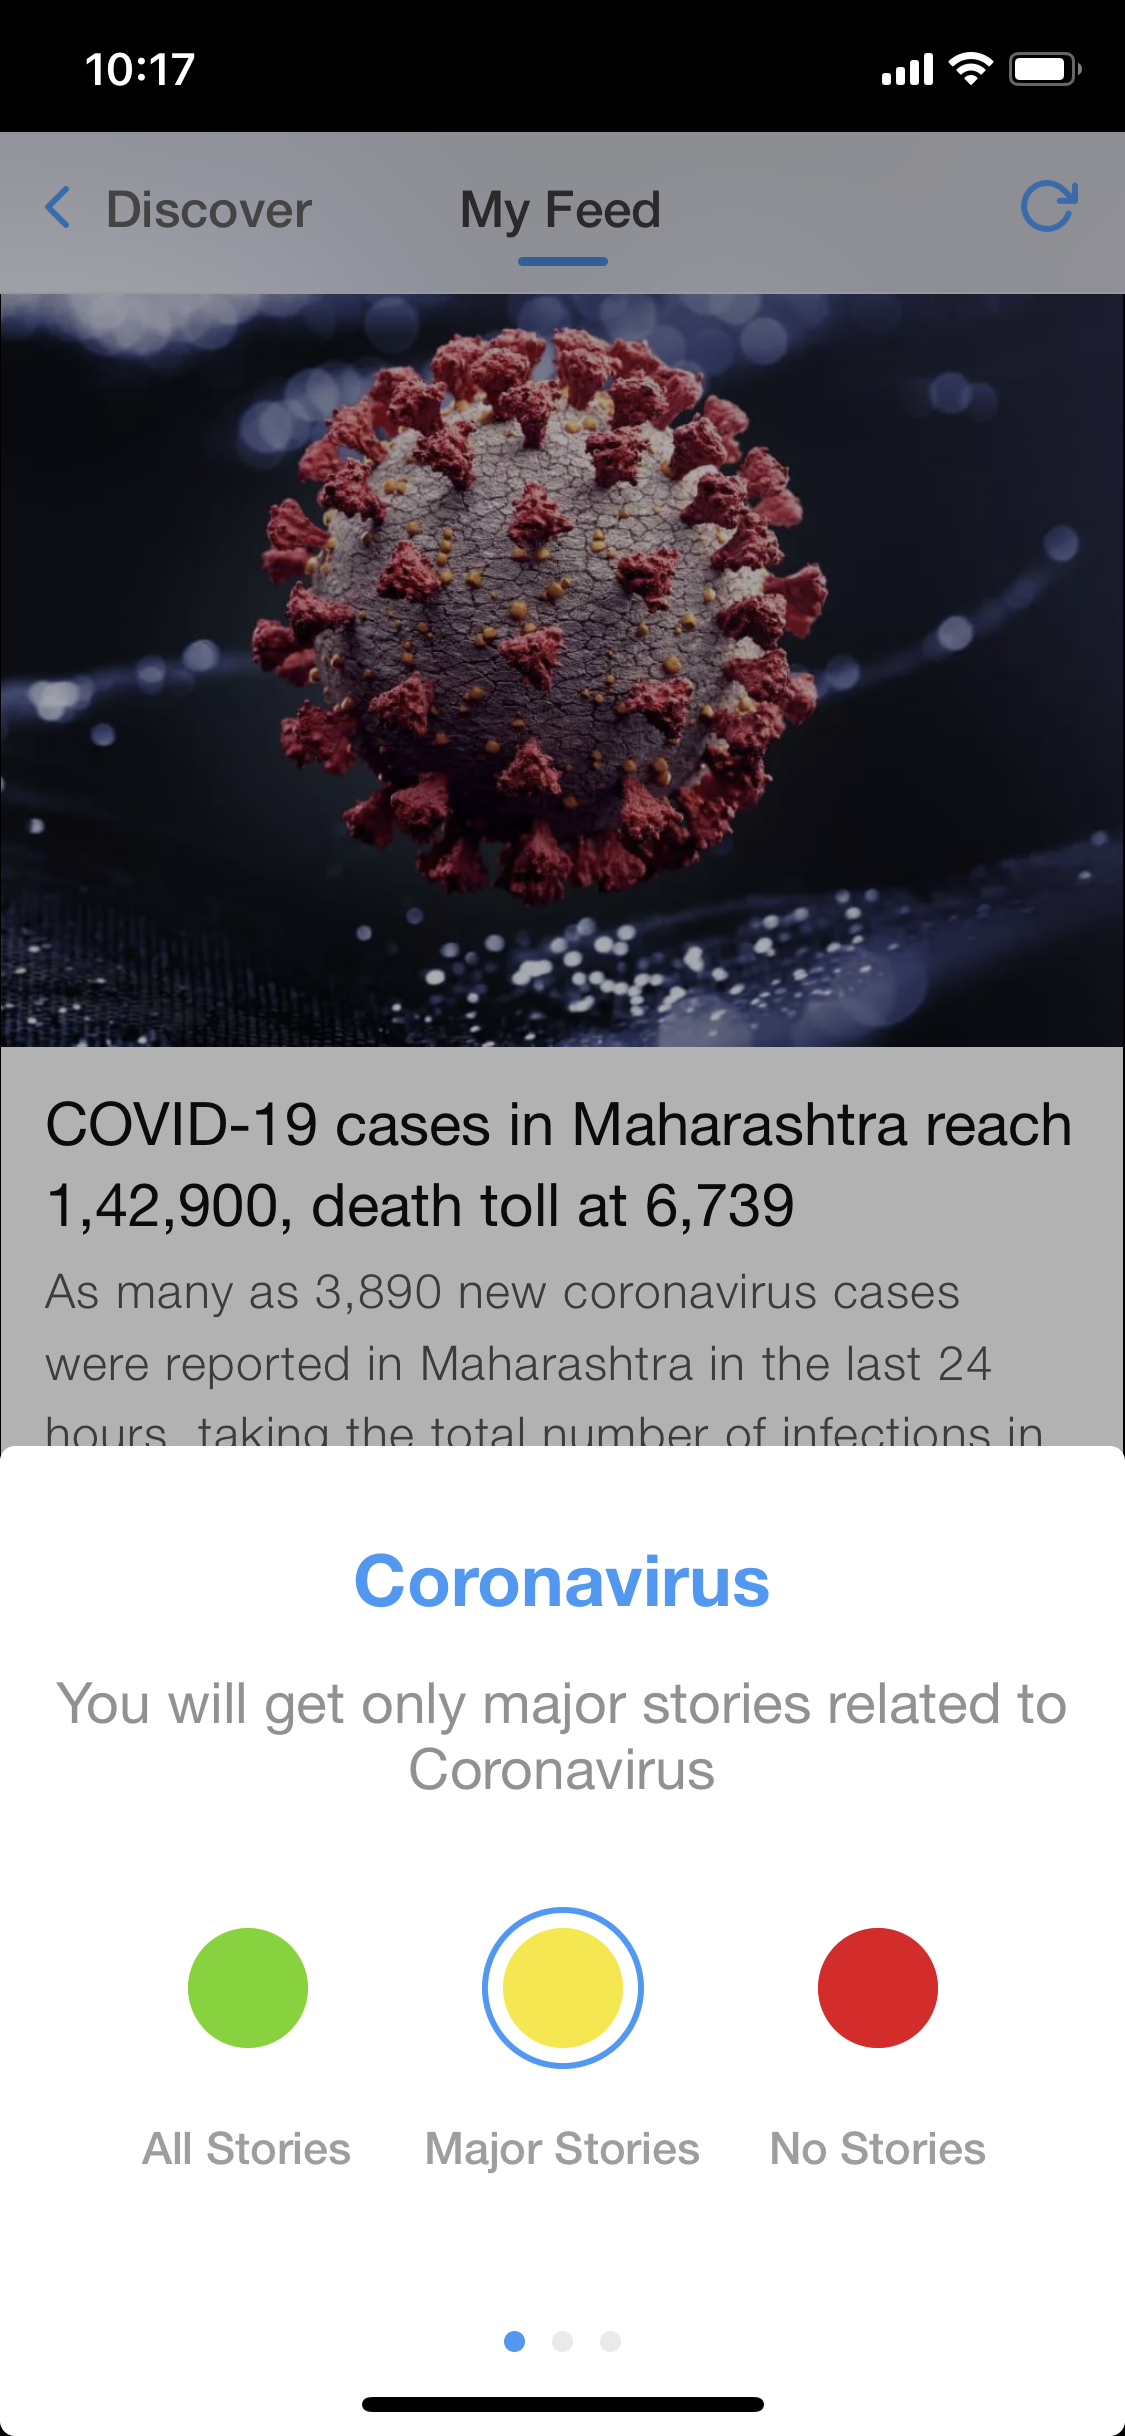 10:17
Discover
My Feed
COVID-19 cases in Maharashtra reach
1,42,900, death toll at 6,739
As many as 3,890 new coronavirus cases
were reported in Maharashtra in the last 24
hours, taking the total number of infections in
Coronavirus
You will get only major stories related to
Coronavirus
All Stories
Major Stories
No Stories